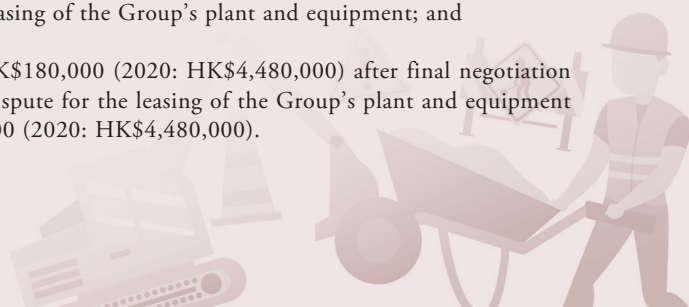 asing of the Group’s plant and equipment; and
K$180,000 (2020: HK$4,480,000) after final negotiation
spute for the leasing of the Group’s plant and equipment
00 (2020: HK$4,480,000).